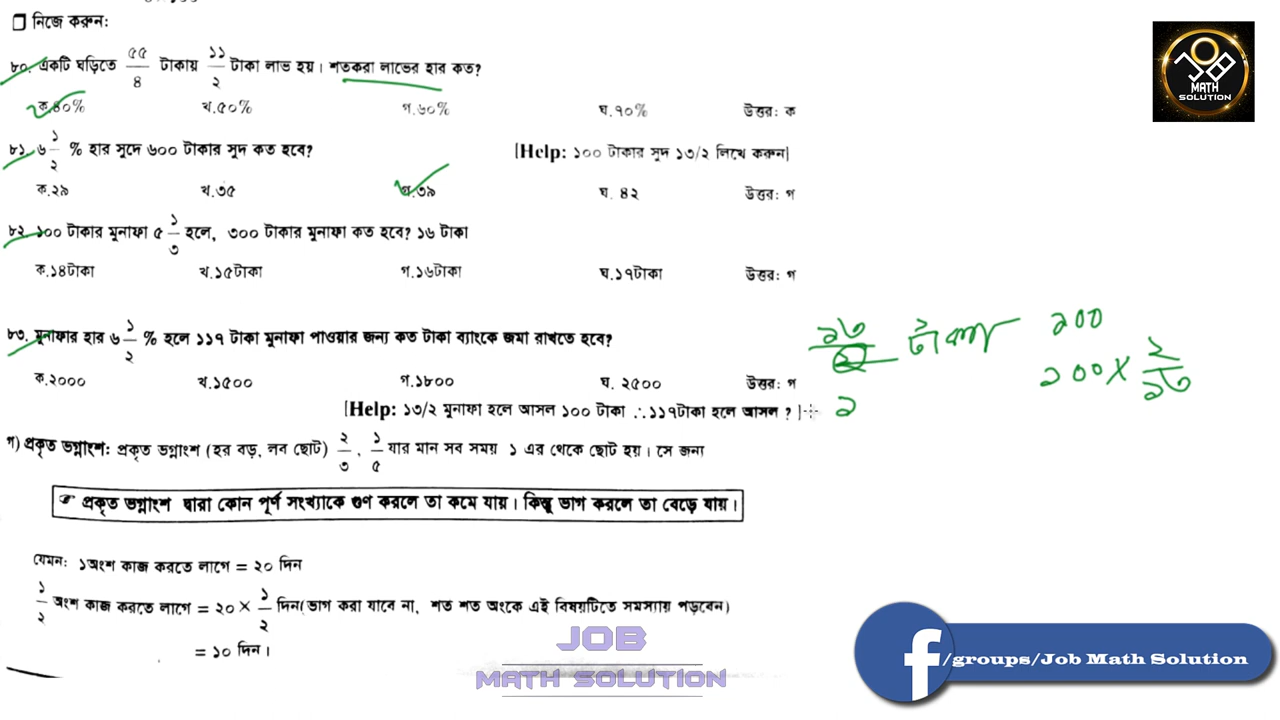 ❐ নিজে করুন:
৮০. একটি ঘড়িতে ৫৫/৪ টাকায় ১১/২ টাকা লাভ হয়। শতকরা লাভের হার কত?
ক.৪০% খ.৫০% গ.৬০% ঘ.৭০% উত্তর: ক
৮১. ৬ ১/২ % হার সুদে ৬০০ টাকার সুদ কত হবে? [Help: ১০০ টাকার সুদ ১৩/২ লিখে করুন]
ক.২৯ খ.৩৫ গ.৩৯ ঘ. ৪২ উত্তর: গ
৮২. ১০০ টাকার মুনাফা ৫ ১/৩ হলে, ৩০০ টাকার মুনাফা কত হবে? ১৬ টাকা
ক.১৪টাকা খ.১৫টাকা গ.১৬টাকা ঘ.১৭টাকা উত্তর: গ
৮৩. মুনাফার হার ৬ ১/২ % হলে ১১৭ টাকা মুনাফা পাওয়ার জন্য কত টাকা ব্যাংকে জমা রাখতে হবে?
ক.২০০০ খ.১৫০০ গ.১৮০০ ঘ. ২৫০০ উত্তর: গ
[Help: ১৩/২ মুনাফা হলে আসল ১০০ টাকা ∴১১৭টাকা হলে আসল ? ]
১৩/২ টাকা ১০০
১ ১০০ × ২/১৩
গ) প্রকৃত ভগ্নাংশ: প্রকৃত ভগ্নাংশ (হর বড়, লব ছোট) ২/৩ , ১/৫ যার মান সব সময় ১ এর থেকে ছোট হয়। সে জন্য
☞ প্রকৃত ভগ্নাংশ দ্বারা কোন পূর্ণ সংখ্যাকে গুণ করলে তা কমে যায়। কিন্তু ভাগ করলে তা বেড়ে যায়।
যেমন: ১অংশ কাজ করতে লাগে = ২০ দিন
১/২ অংশ কাজ করতে লাগে = ২০ × ১/২ দিন(ভাগ করা যাবে না, শত শত অংকে এই বিষয়টিতে সমস্যায় পড়বেন)
= ১০ দিন।
JOB
MATH SOLUTION
MATH
SOLUTION
f/groups/Job Math Solution